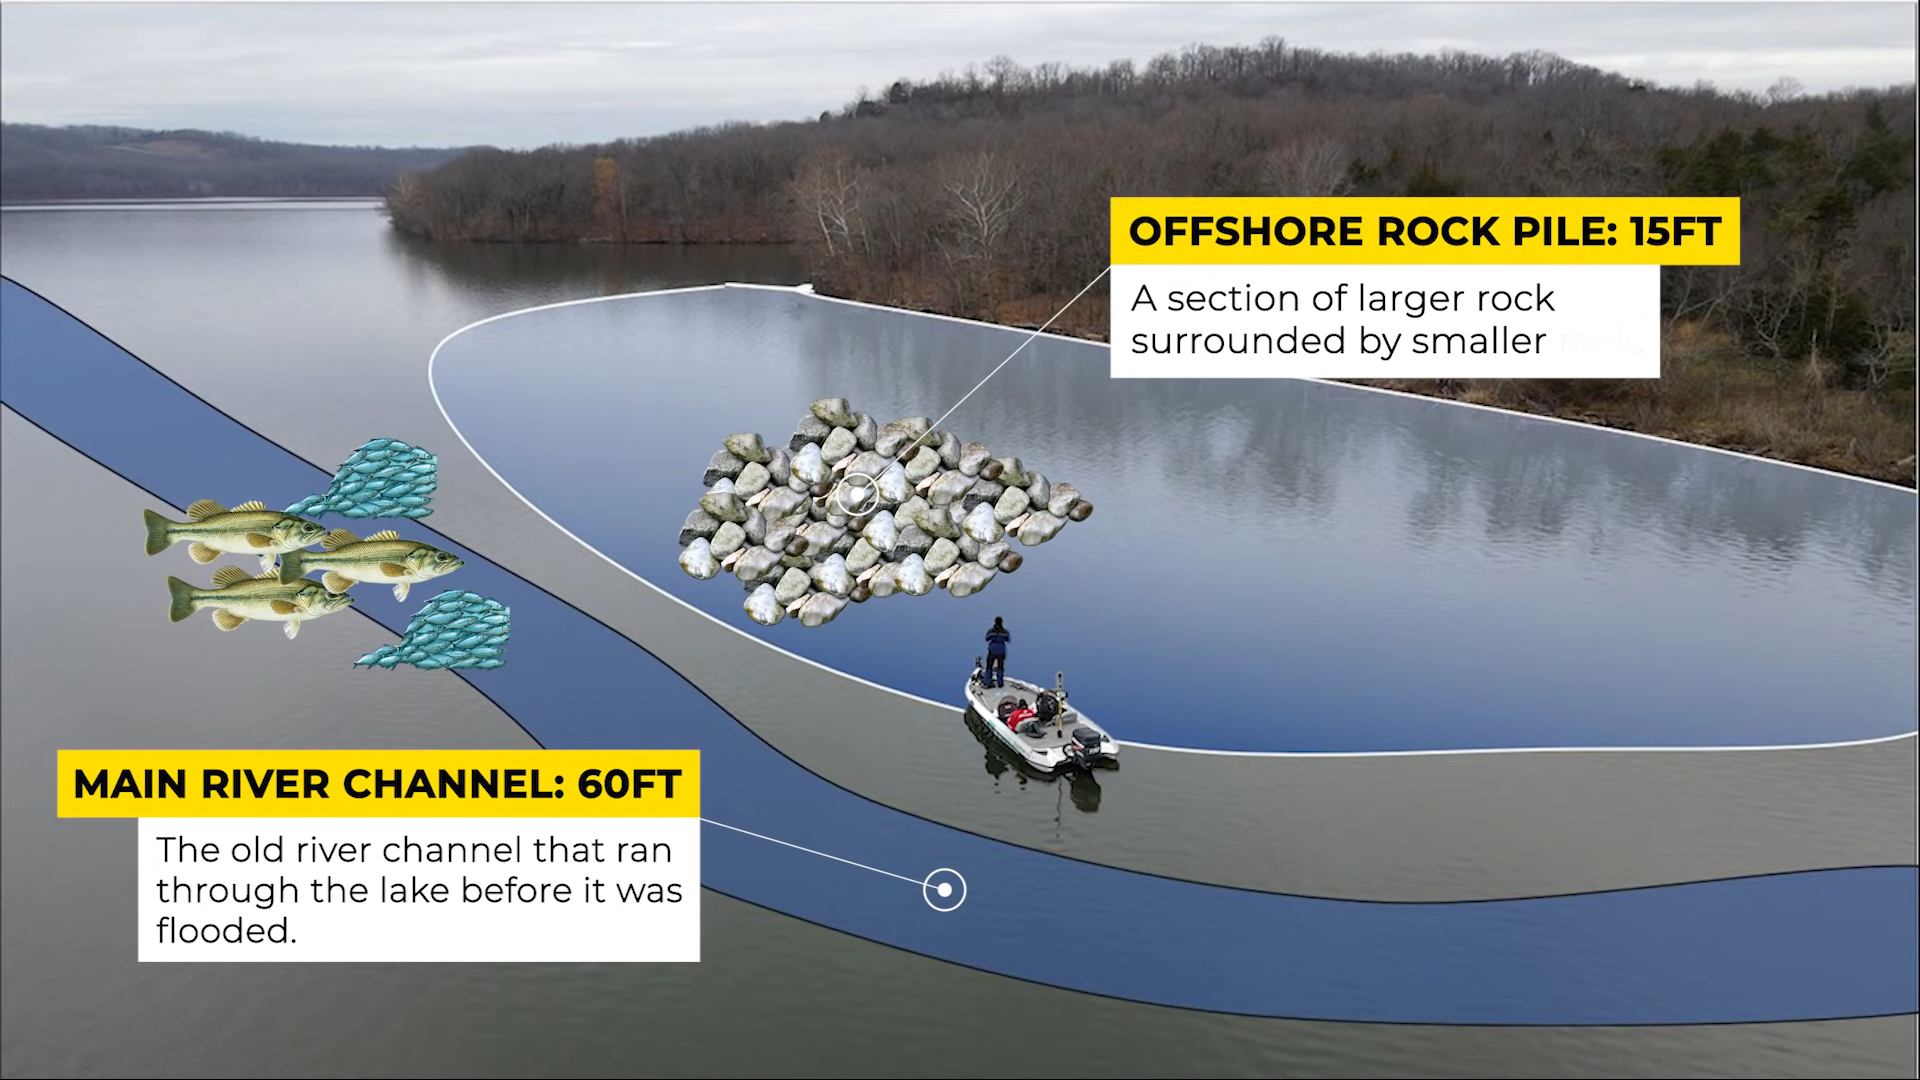 OFFSHORE ROCK PILE: 15FT
A section of larger rock
surrounded by smaller rock.
MAIN RIVER CHANNEL: 60FT
The old river channel that ran
through the lake before it was
flooded.